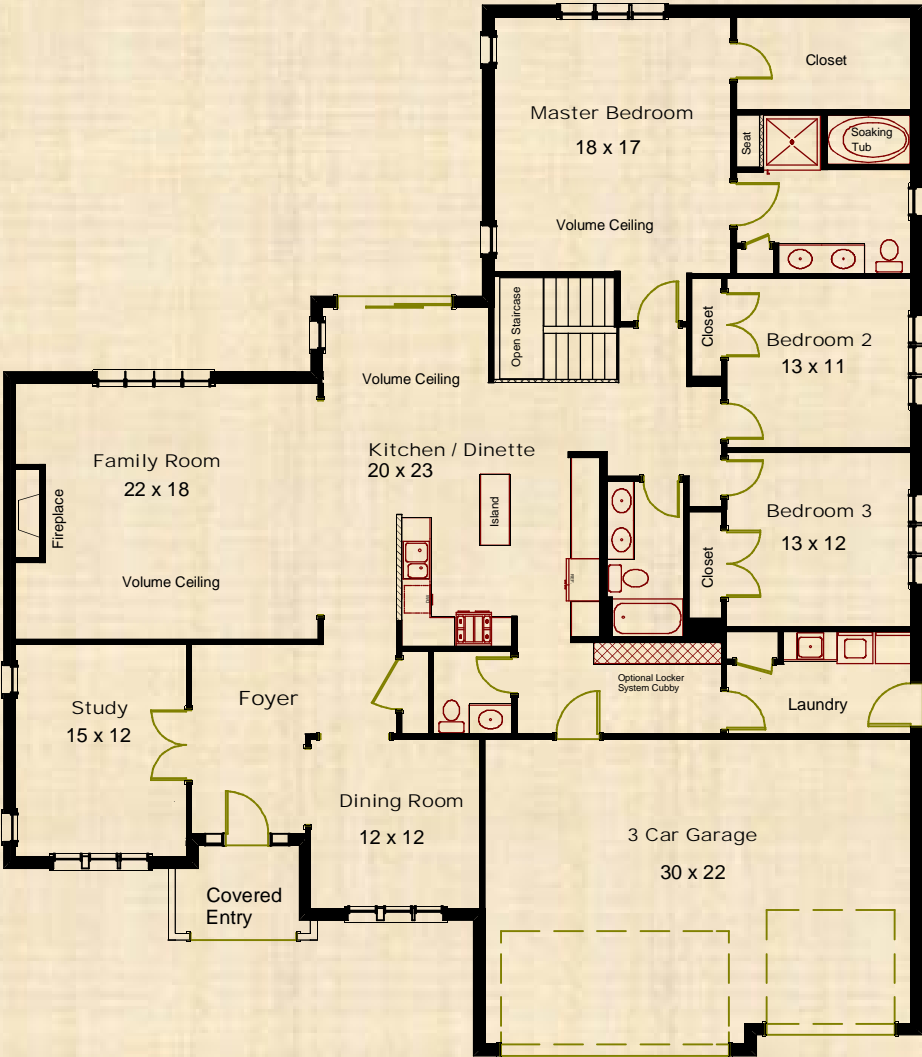 Closet
Master Bedroom
18 x 17
Seat
Soaking
Tub
Volume Ceiling
Open Staircase
Closet
Bedroom 2
13 x 11
Volume Ceiling
Kitchen / Dinette
20 x 23
Family Room
22 x 18
Fireplace
Island
Bedroom 3
13 x 12
Closet
Volume Ceiling
Optional Locker
System Cubby
Foyer
Study
15 x 12
Laundry
Dining Room
12 x 12
3 Car Garage
30 x 22
Covered
Entry